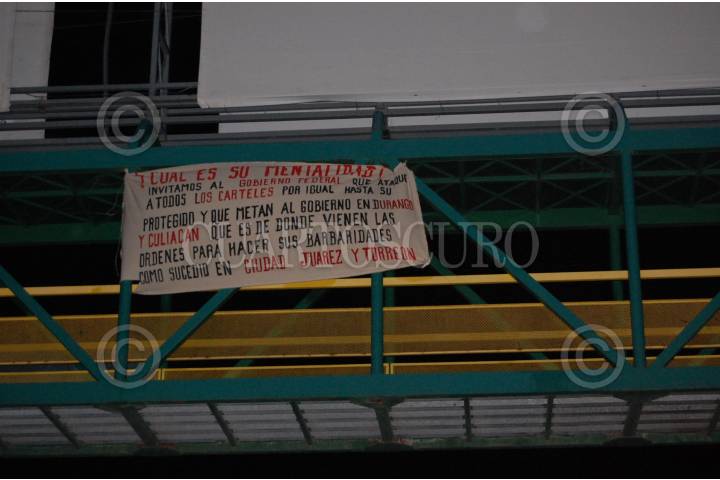 ¿Y CUAL ES SU MENTALIDAD?
INVITAMOS AL GOBIERNO FEDERAL QUE ATAQUE
A TODOS LOS CARTELES POR IGUAL HASTA SU
PROTEGIDO Y QUE METAN AL GOBIERNO EN DURANGO
Y CULIACAN QUE ES DE DONDE VIENEN LAS
ORDENES PARA HACER SUS BARBARIDADES
COMO SUCEDIO EN CIUDAD JUAREZ Y TORREON
CUARTOSCURO